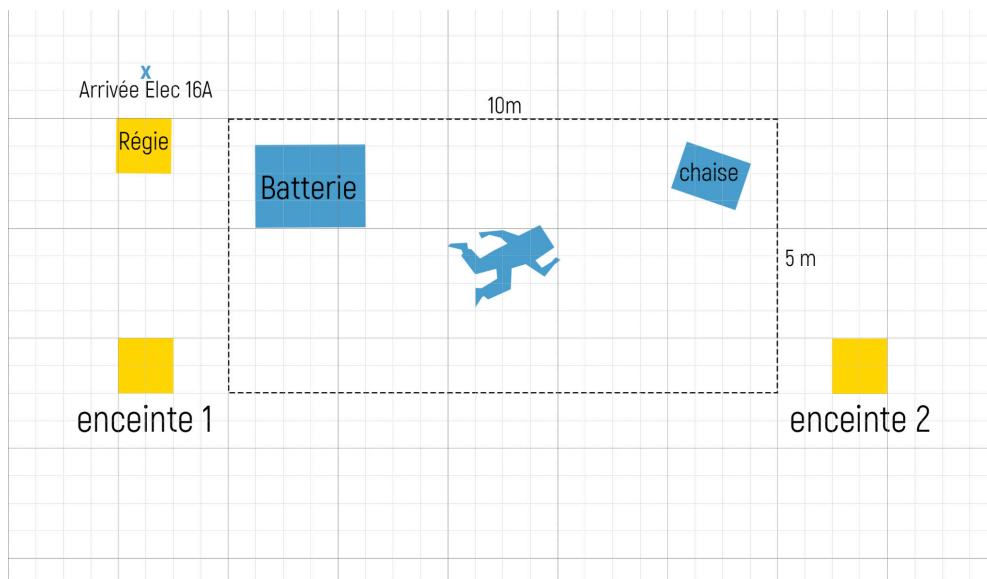 x
Arrivée Elec 16A
10m
Régie
Batterie
chaise
5 m
enceinte 1
enceinte 2